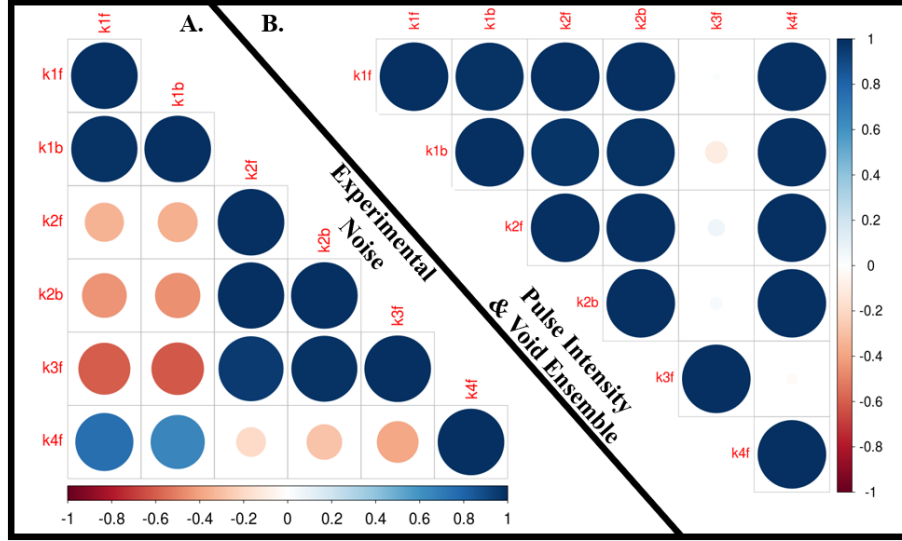 A.
k1f
k1b
k2f
k2b
k3f
k4f
k1f
k1b
k2f
k2b
k3f
k4f
-1 -0.8 -0.6 -0.4 -0.2 0 0.2 0.4 0.6 0.8 1
Experimental
Noise
B.
k1f k1b k2f k2b k3f k4f
k1f
k1b
k2f
k2b
k3f
k4f
Pulse Intensity
& Void Ensemble
1
0.8
0.6
0.4
0.2
0
-0.2
-0.4
-0.6
-0.8
-1